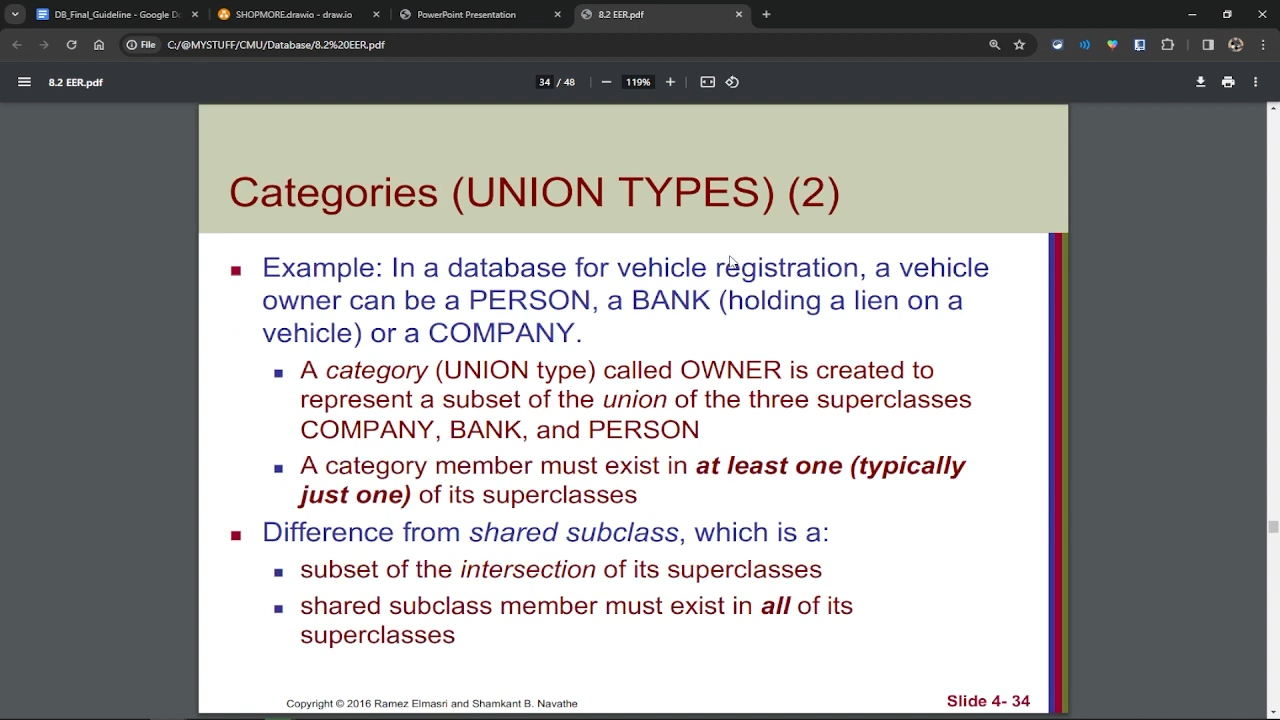 DB_Final_Guideline - Google Do
SHOPMORE.drawio - draw.io
PowerPoint Presentation
8.2 EER.pdf
File
C:/@MYSTUFF/CMU/Database/8.2%20EER.pdf
8.2 EER.pdf
34 / 48
119%
Categories (UNION TYPES) (2)
Example: In a database for vehicle registration, a vehicle
owner can be a PERSON, a BANK (holding a lien on a
vehicle) or a COMPANY.
A category (UNION type) called OWNER is created to
represent a subset of the union of the three superclasses
COMPANY, BANK, and PERSON
A category member must exist in at least one (typically
just one) of its superclasses
Difference from shared subclass, which is a:
subset of the intersection of its superclasses
shared subclass member must exist in all of its
superclasses
Copyright © 2016 Ramez Elmasri and Shamkant B. Navathe
Slide 4- 34